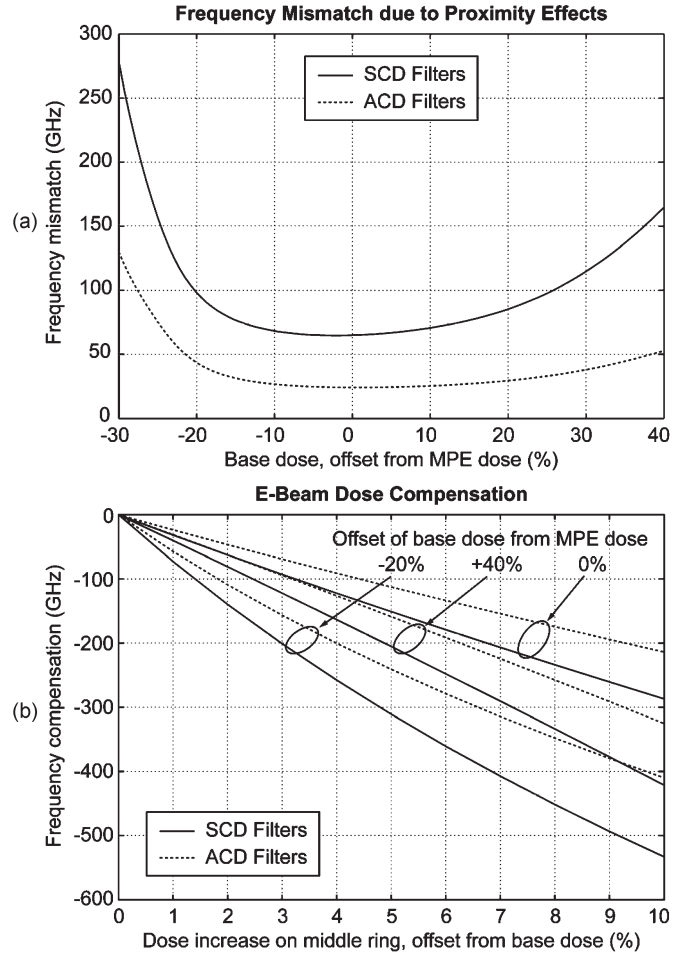 Frequency Mismatch due to Proximity Effects
300
250
200
150
100
50
0
Frequency mismatch (GHz)
(a)
SCD Filters
ACD Filters
-30 -20 -10 0 10 20 30 40
Base dose, offset from MPE dose (%)
E-Beam Dose Compensation
0
-100
-200
-300
-400
-500
-600
Frequency compensation (GHz)
(b)
Offset of base dose from MPE dose
-20% +40% 0%
SCD Filters
ACD Filters
0 1 2 3 4 5 6 7 8 9 10
Dose increase on middle ring, offset from base dose (%)